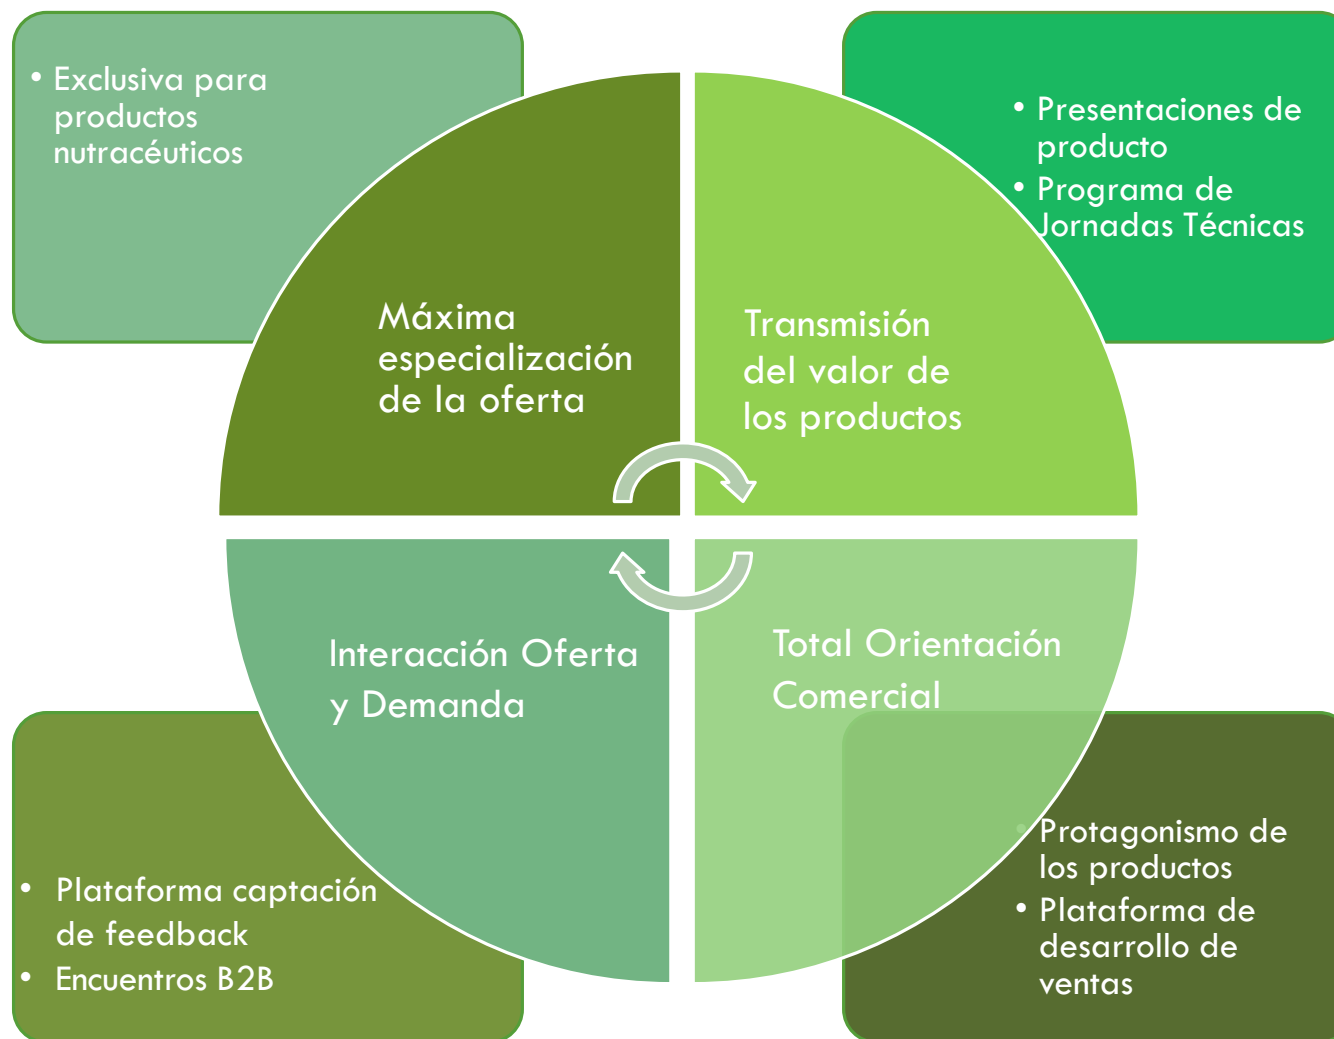 • Exclusiva para
productos
nutracéuticos
• Presentaciones de
producto
• Programa de
Jornadas Técnicas
Máxima
especialización
de la oferta
Transmisión
del valor de
los productos
Interacción Oferta
y Demanda
Total Orientación
Comercial
• Plataforma captación
de feedback
• Encuentros B2B
• Protagonismo de
los productos
• Plataforma de
desarrollo de
ventas